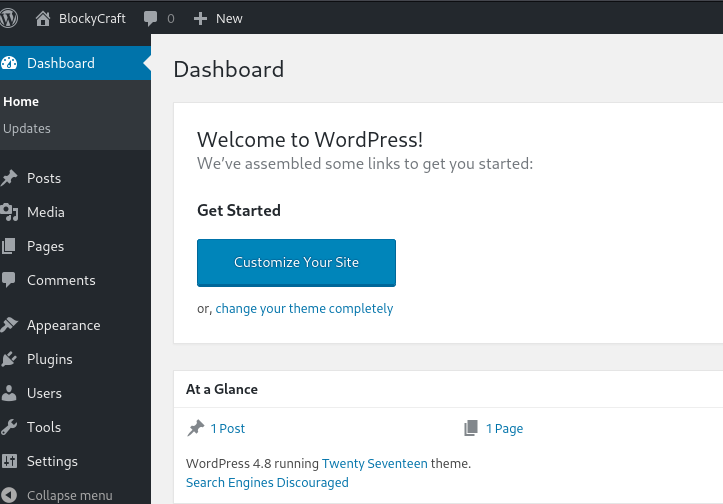 BlockyCraft 0 New
Dashboard
Home
Updates
Posts
Media
Pages
Comments
Appearance
Plugins
Users
Tools
Settings
Collapse menu
Dashboard
Welcome to WordPress!
We've assembled some links to get you started:
Get Started
Customize Your Site
or, change your theme completely
At a Glance
1 Post 1 Page
WordPress 4.8 running Twenty Seventeen theme.
Search Engines Discouraged